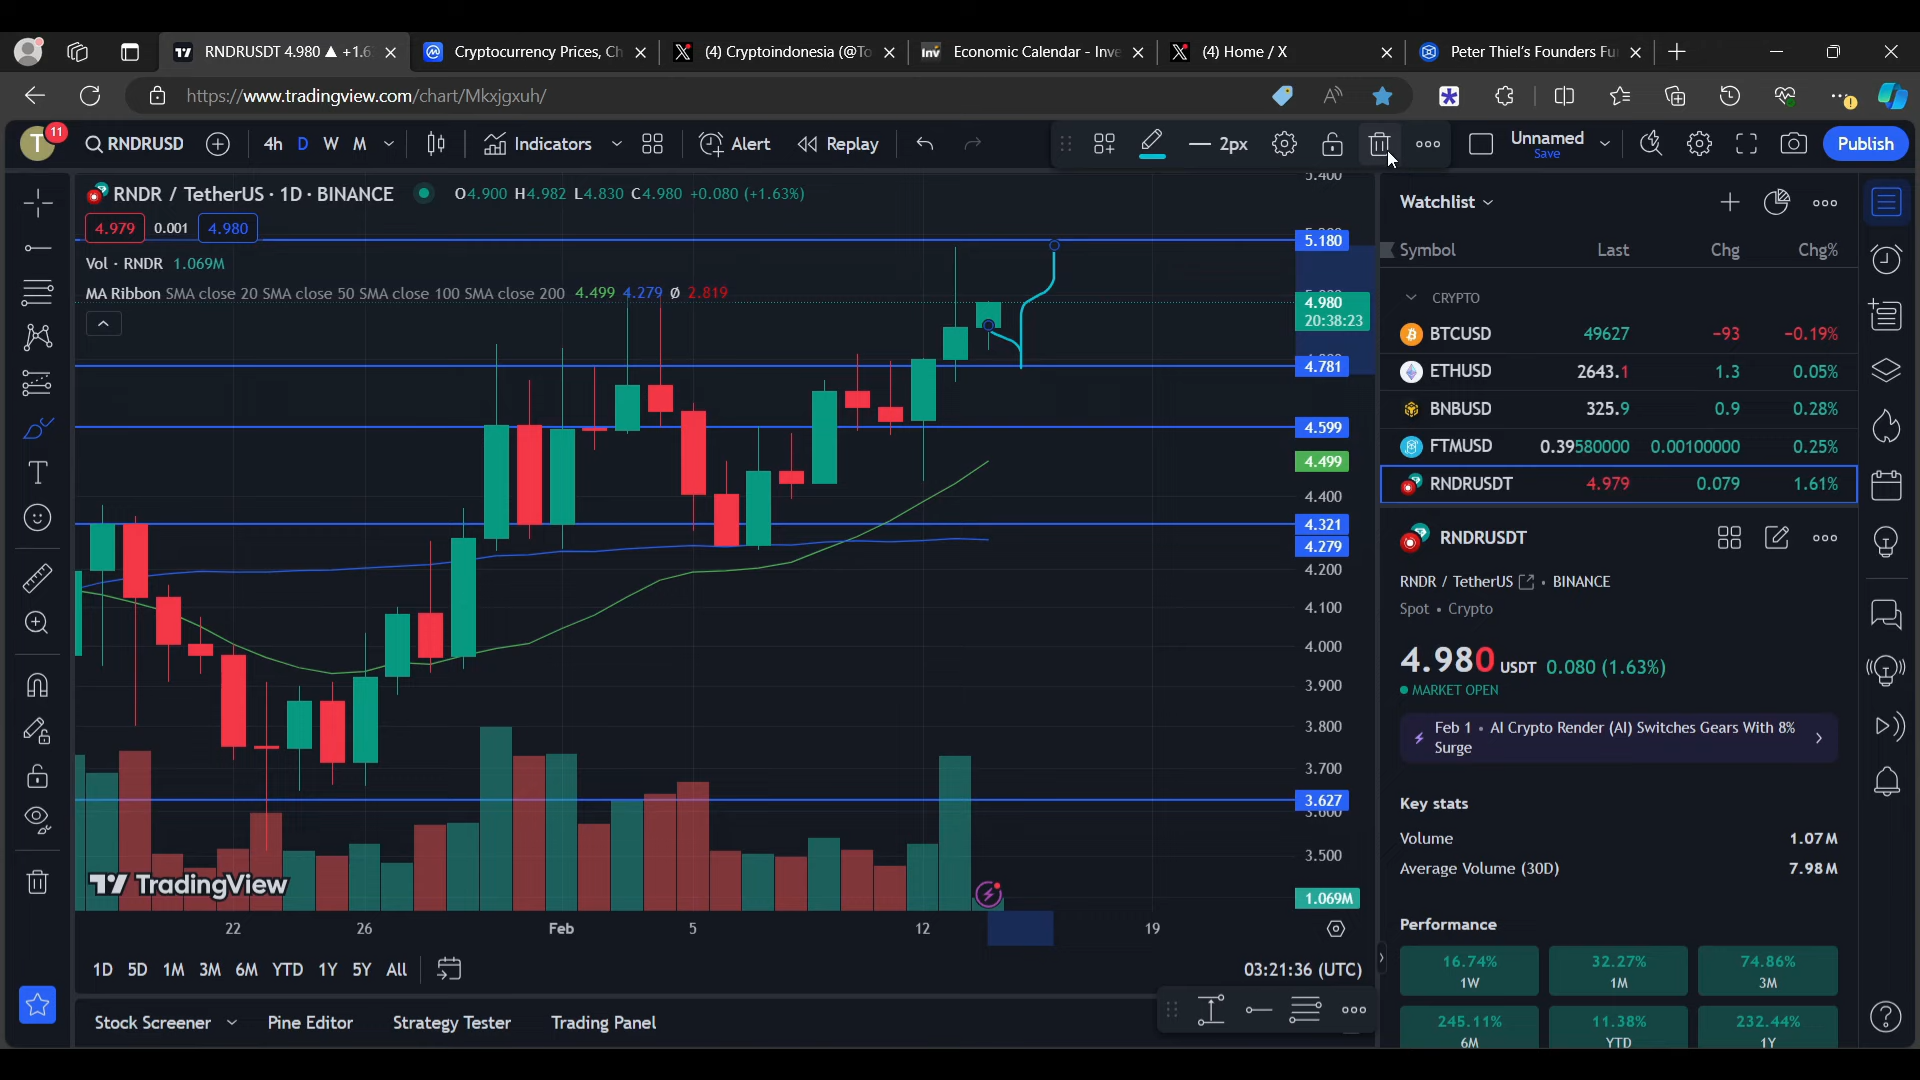 RNDRUSDT 4.980 ▲ +1.6
Cryptocurrency Prices, Ch
(4) Cryptoindonesia (@To
Inv Economic Calendar - Inve
(4) Home / X
Peter Thiel's Founders Fu
https://www.tradingview.com/chart/Mkxjgxuh/
T 11
RNDRUSD 4h D W M Indicators Alert Replay 2px Unnamed Publish
Save
RNDR / TetherUS · 1D · BINANCE O4.900 H4.982 L4.830 C4.980 +0.080 (+1.63%)
4.979 0.001 4.980
Vol · RNDR 1.069M
MA Ribbon SMA close 20 SMA close 50 SMA close 100 SMA close 200 4.499 4.279 Ø 2.819
5.400
5.180
4.980
20:38:23
4.781
4.599
4.499
4.400
4.321
4.279
4.200
4.100
4.000
3.900
3.800
3.700
3.627
3.600
3.500
1.069M
TradingView
22 26 Feb 5 12 19
1D 5D 1M 3M 6M YTD 1Y 5Y All 03:21:36 (UTC)
Stock Screener Pine Editor Strategy Tester Trading Panel
Watchlist
Symbol Last Chg Chg%
CRYPTO
BTCUSD 49627 −93 −0.19%
ETHUSD 2643.1 1.3 0.05%
BNBUSD 325.9 0.9 0.28%
FTMUSD 0.39580000 0.00100000 0.25%
RNDRUSDT 4.979 0.079 1.61%
RNDRUSDT
RNDR / TetherUS • BINANCE
Spot • Crypto
4.980 USDT 0.080 (1.63%)
MARKET OPEN
Feb 1 • AI Crypto Render (AI) Switches Gears With 8%
Surge
Key stats
Volume 1.07M
Average Volume (30D) 7.98M
Performance
16.74% 32.27% 74.86%
1W 1M 3M
245.11% 11.38% 232.44%
6M YTD 1Y